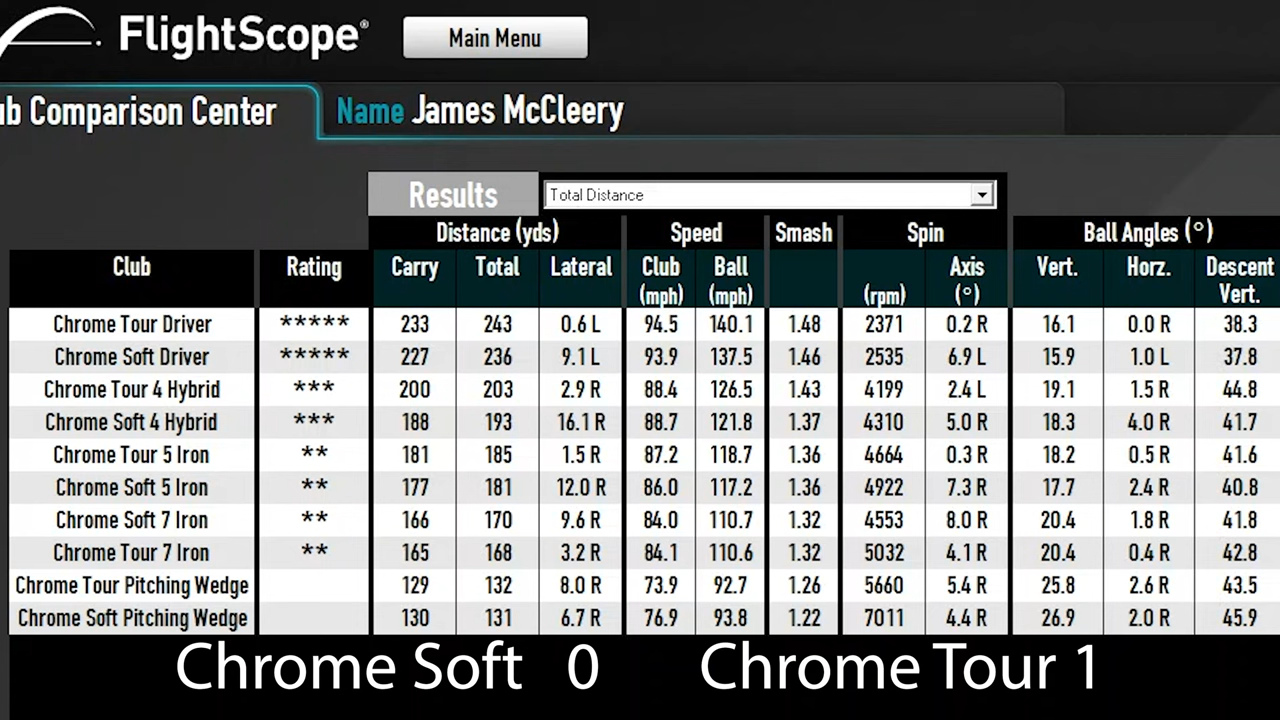 FlightScope®
Main Menu
ub Comparison Center
Name James McCleery
Results Total Distance
Distance (yds) Speed Smash Spin Ball Angles (°)
Club Rating Carry Total Lateral Club (mph) Ball (mph) (rpm) Axis (°) Vert. Horz. Descent Vert.
Chrome Tour Driver ***** 233 243 0.6 L 94.5 140.1 1.48 2371 0.2 R 16.1 0.0 R 38.3
Chrome Soft Driver ***** 227 236 9.1 L 93.9 137.5 1.46 2535 6.9 L 15.9 1.0 L 37.8
Chrome Tour 4 Hybrid *** 200 203 2.9 R 88.4 126.5 1.43 4199 2.4 L 19.1 1.5 R 44.8
Chrome Soft 4 Hybrid *** 188 193 16.1 R 88.7 121.8 1.37 4310 5.0 R 18.3 4.0 R 41.7
Chrome Tour 5 Iron ** 181 185 1.5 R 87.2 118.7 1.36 4664 0.3 R 18.2 0.5 R 41.6
Chrome Soft 5 Iron ** 177 181 12.0 R 86.0 117.2 1.36 4922 7.3 R 17.7 2.4 R 40.8
Chrome Soft 7 Iron ** 166 170 9.6 R 84.0 110.7 1.32 4553 8.0 R 20.4 1.8 R 41.8
Chrome Tour 7 Iron ** 165 168 3.2 R 84.1 110.6 1.32 5032 4.1 R 20.4 0.4 R 42.8
Chrome Tour Pitching Wedge 129 132 8.0 R 73.9 92.7 1.26 5660 5.4 R 25.8 2.6 R 43.5
Chrome Soft Pitching Wedge 130 131 6.7 R 76.9 93.8 1.22 7011 4.4 R 26.9 2.0 R 45.9
Chrome Soft 0 Chrome Tour 1